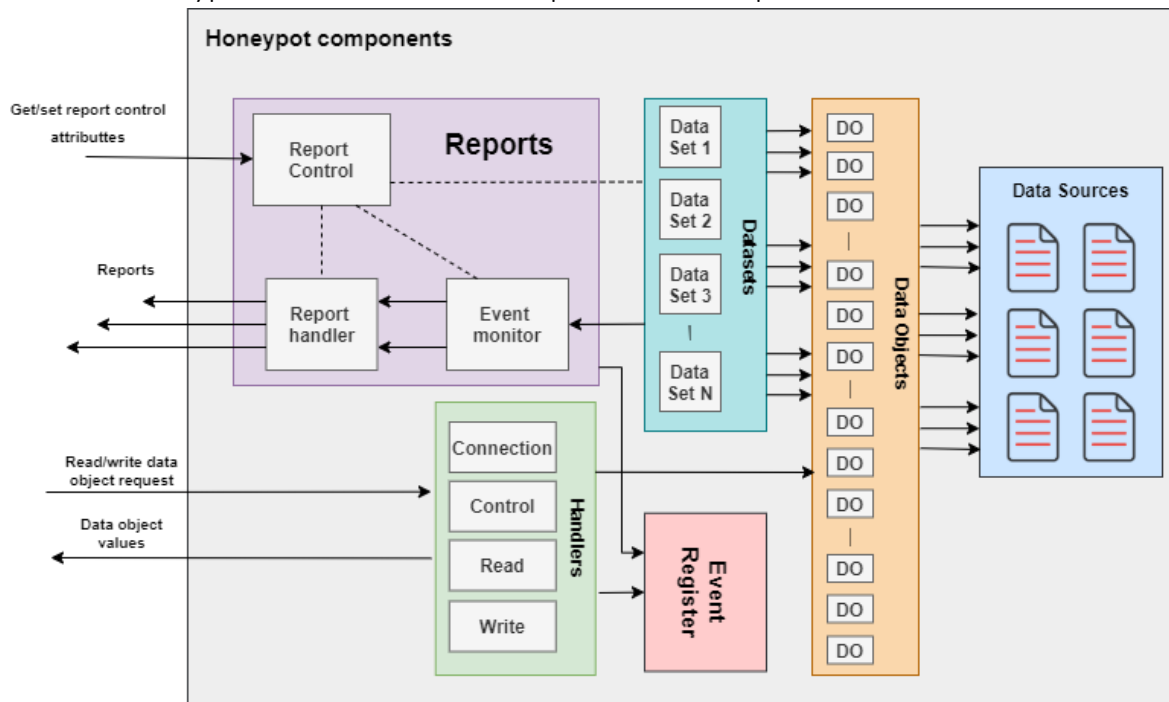 Honeypot components
Get/set report control
attributtes
Report
Control
Reports
Reports
Report
handler
Event
monitor
Data
Set 1
Data
Set 2
Data
Set 3
Data
Set N
Datasets
DO
DO
DO
DO
DO
DO
DO
DO
DO
DO
DO
DO
Data Objects
Data Sources
Read/write data
object request
Data object
values
Connection
Control
Read
Write
Handlers
Event
Register